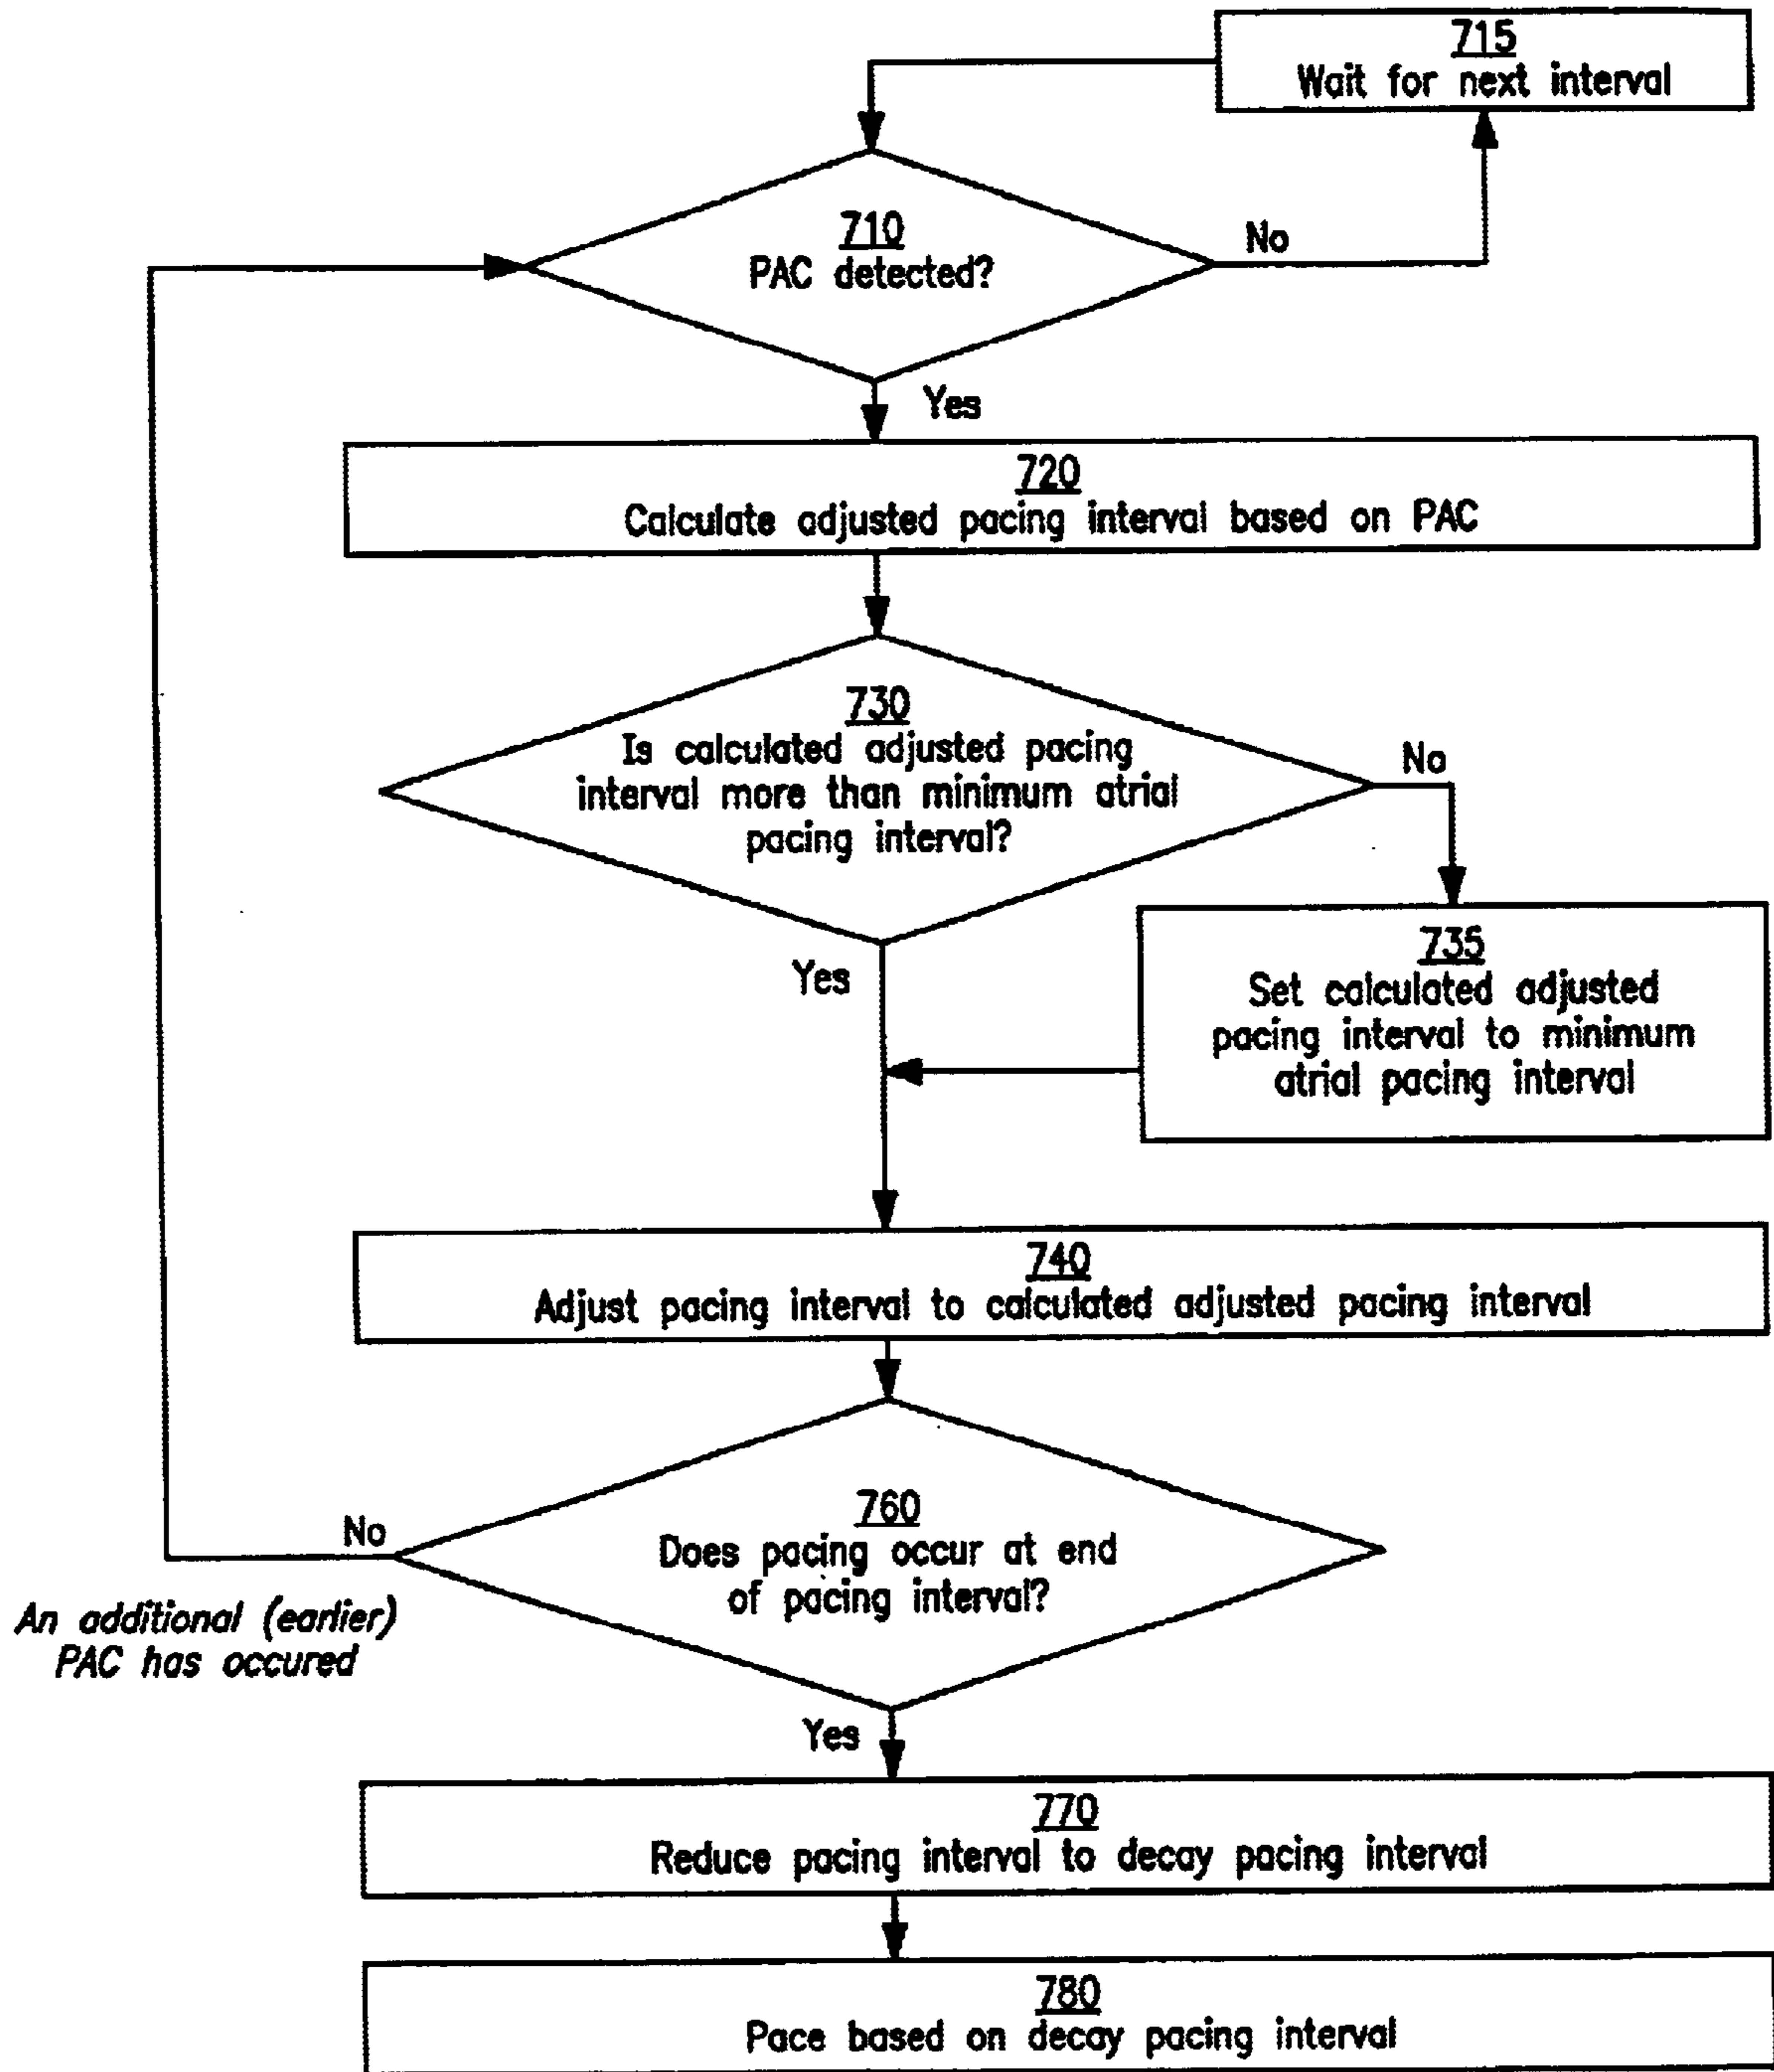 715
Wait for next interval
710
PAC detected?
No
Yes
720
Calculate adjusted pacing interval based on PAC
730
Is calculated adjusted pacing
interval more than minimum atrial
pacing interval?
No
Yes
735
Set calculated adjusted
pacing interval to minimum
atrial pacing interval
740
Adjust pacing interval to calculated adjusted pacing interval
760
Does pacing occur at end
of pacing interval?
No
An additional (earlier)
PAC has occured
Yes
770
Reduce pacing interval to decay pacing interval
780
Pace based on decay pacing interval